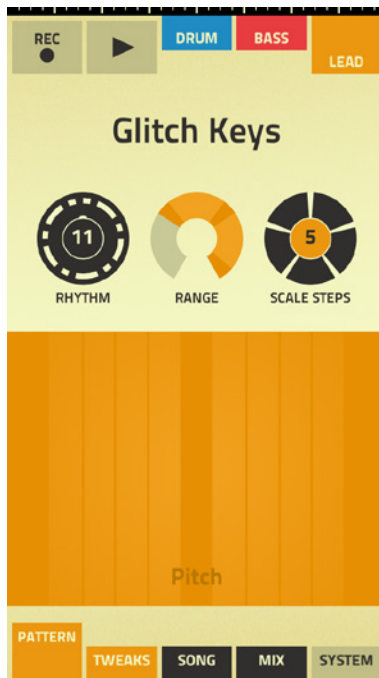 REC
DRUM
BASS
LEAD
Glitch Keys
11
5
RHYTHM
RANGE
SCALE STEPS
Pitch
PATTERN
TWEAKS
SONG
MIX
SYSTEM